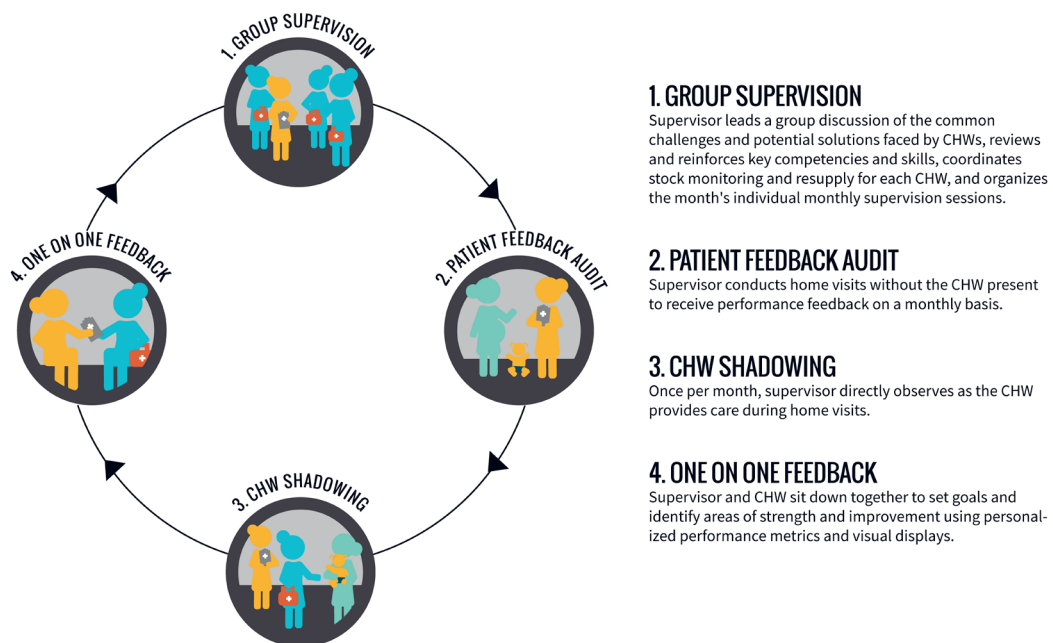 1. GROUP SUPERVISION
2. PATIENT FEEDBACK AUDIT
3. CHW SHADOWING
4. ONE ON ONE FEEDBACK
1. GROUP SUPERVISION
Supervisor leads a group discussion of the common
challenges and potential solutions faced by CHWs, reviews
and reinforces key competencies and skills, coordinates
stock monitoring and resupply for each CHW, and organizes
the month's individual monthly supervision sessions.
2. PATIENT FEEDBACK AUDIT
Supervisor conducts home visits without the CHW present
to receive performance feedback on a monthly basis.
3. CHW SHADOWING
Once per month, supervisor directly observes as the CHW
provides care during home visits.
4. ONE ON ONE FEEDBACK
Supervisor and CHW sit down together to set goals and
identify areas of strength and improvement using personal-
ized performance metrics and visual displays.